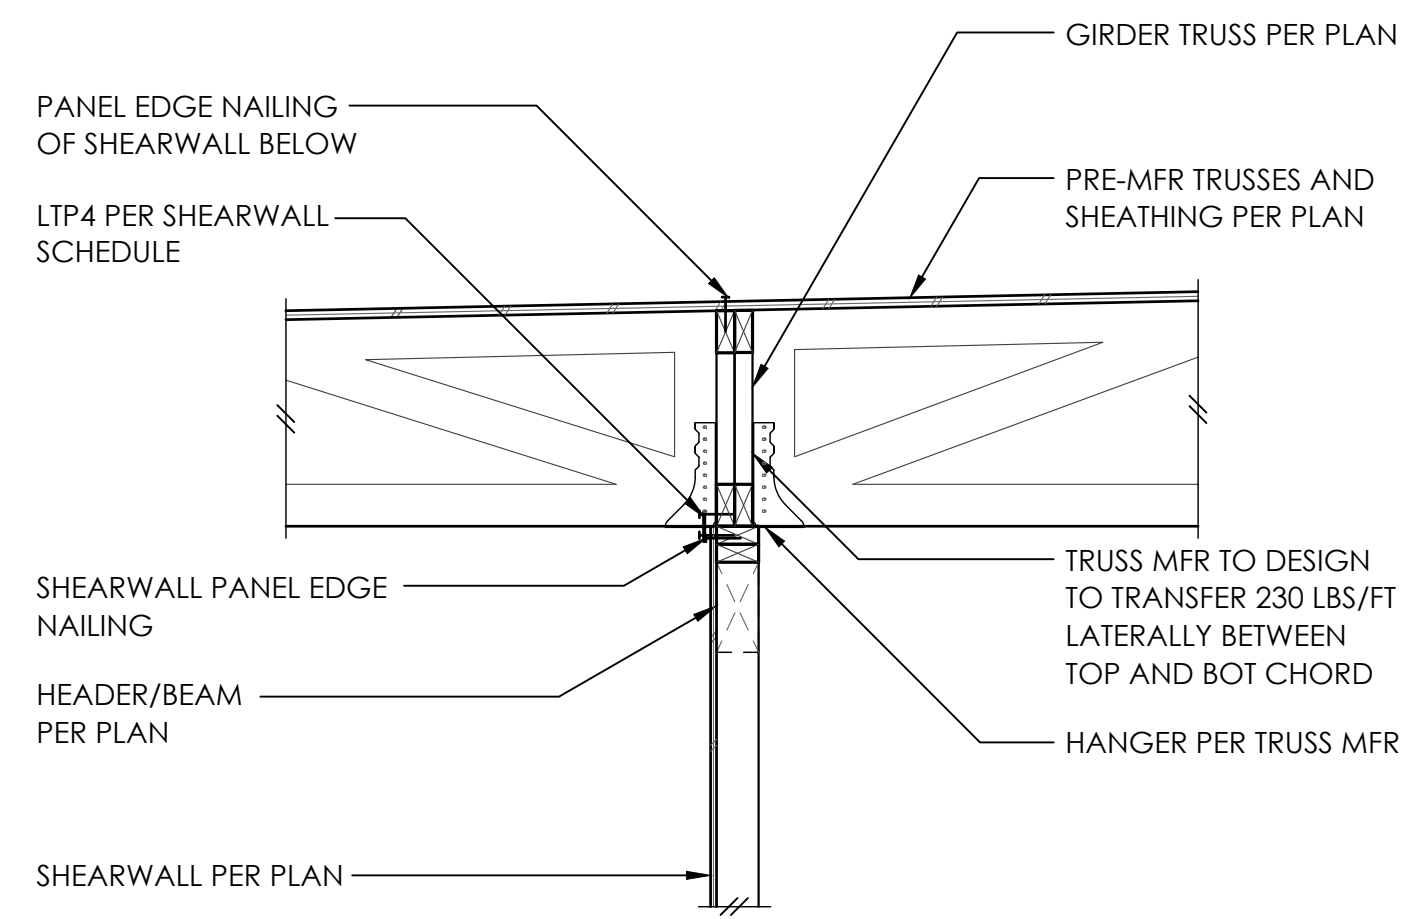 GIRDER TRUSS PER PLAN
PANEL EDGE NAILING
OF SHEARWALL BELOW
PRE-MFR TRUSSES AND
SHEATHING PER PLAN
LTP4 PER SHEARWALL
SCHEDULE
SHEARWALL PANEL EDGE
NAILING
TRUSS MFR TO DESIGN
TO TRANSFER 230 LBS/FT
LATERALLY BETWEEN
TOP AND BOT CHORD
HEADER/BEAM
PER PLAN
HANGER PER TRUSS MFR
SHEARWALL PER PLAN